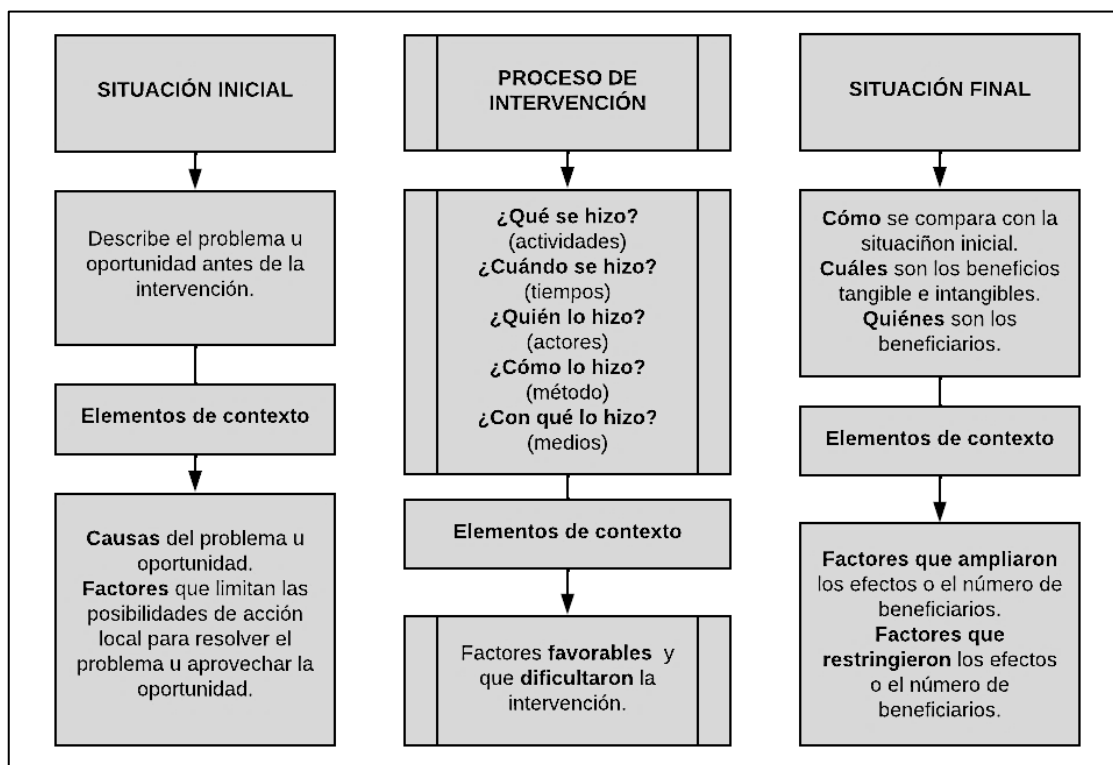 SITUACIÓN INICIAL
Describe el problema u
oportunidad antes de la
intervención.
Elementos de contexto
Causas del problema u
oportunidad.
Factores que limitan las
posibilidades de acción
local para resolver el
problema u aprovechar la
oportunidad.
PROCESO DE
INTERVENCIÓN
¿Qué se hizo?
(actividades)
¿Cuándo se hizo?
(tiempos)
¿Quién lo hizo?
(actores)
¿Cómo lo hizo?
(método)
¿Con qué lo hizo?
(medios)
Elementos de contexto
Factores favorables y
que dificultaron la
intervención.
SITUACIÓN FINAL
Cómo se compara con la
situaciñon inicial.
Cuáles son los beneficios
tangible e intangibles.
Quiénes son los
beneficiarios.
Elementos de contexto
Factores que ampliaron
los efectos o el número de
beneficiarios.
Factores que
restringieron los efectos
o el número de
beneficiarios.